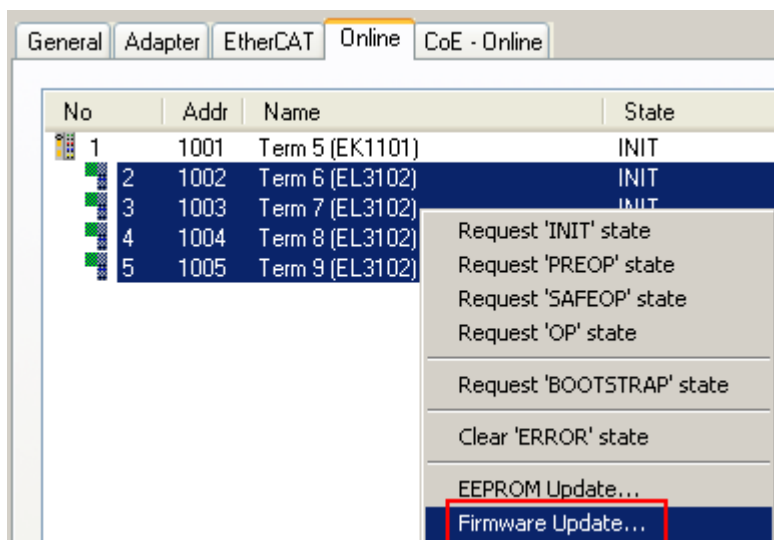 General Adapter EtherCAT Online CoE - Online
No Addr Name State
1 1001 Term 5 (EK1101) INIT
2 1002 Term 6 (EL3102) INIT
3 1003 Term 7 (EL3102) INIT
4 1004 Term 8 (EL3102)
5 1005 Term 9 (EL3102)
Request 'INIT' state
Request 'PREOP' state
Request 'SAFEOP' state
Request 'OP' state
Request 'BOOTSTRAP' state
Clear 'ERROR' state
EEPROM Update...
Firmware Update...